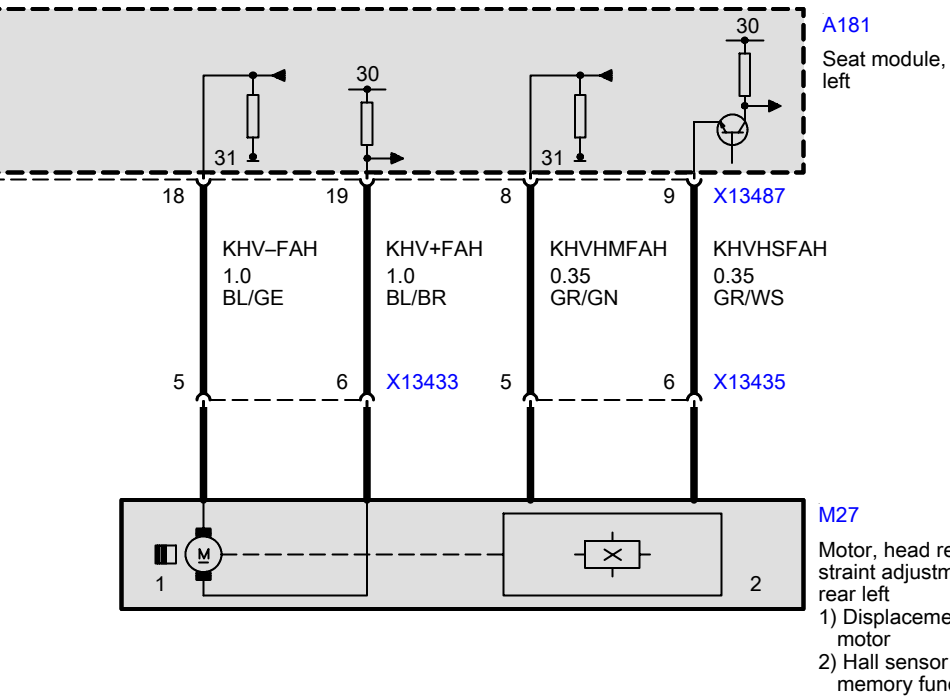 30
A181
Seat module,
left
30
31
31
18
19
8
9
X13487
KHV–FAH
KHV+FAH
KHVHMFAH
KHVHSFAH
1.0
1.0
0.35
0.35
BL/GE
BL/BR
GR/GN
GR/WS
5
6
X13433
5
6
X13435
M27
Motor, head re
straint adjustm
rear left
M
1
2
1) Displaceme
motor
2) Hall sensor
memory func